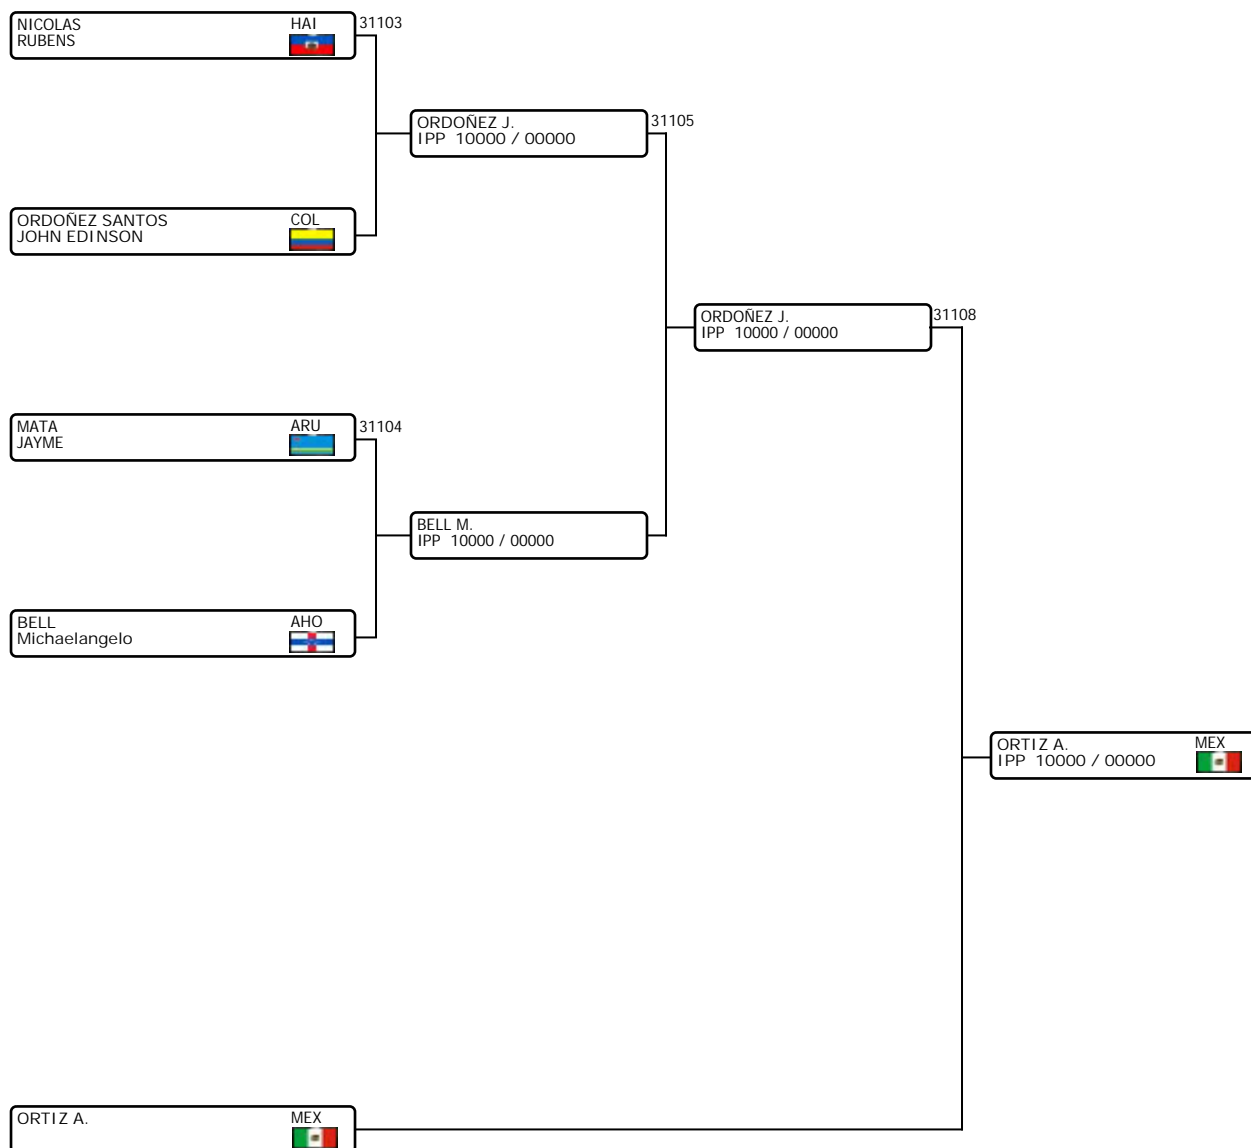 NICOLAS HAI 31103
RUBENS
ORDOÑEZ J. 31105
IPP 10000 / 00000
ORDOÑEZ SANTOS COL
JOHN EDINSON
ORDOÑEZ J. 31108
IPP 10000 / 00000
MATA ARU 31104
JAYME
BELL M.
IPP 10000 / 00000
BELL AHO
Michaelangelo
ORTIZ A. MEX
IPP 10000 / 00000
ORTIZ A. MEX